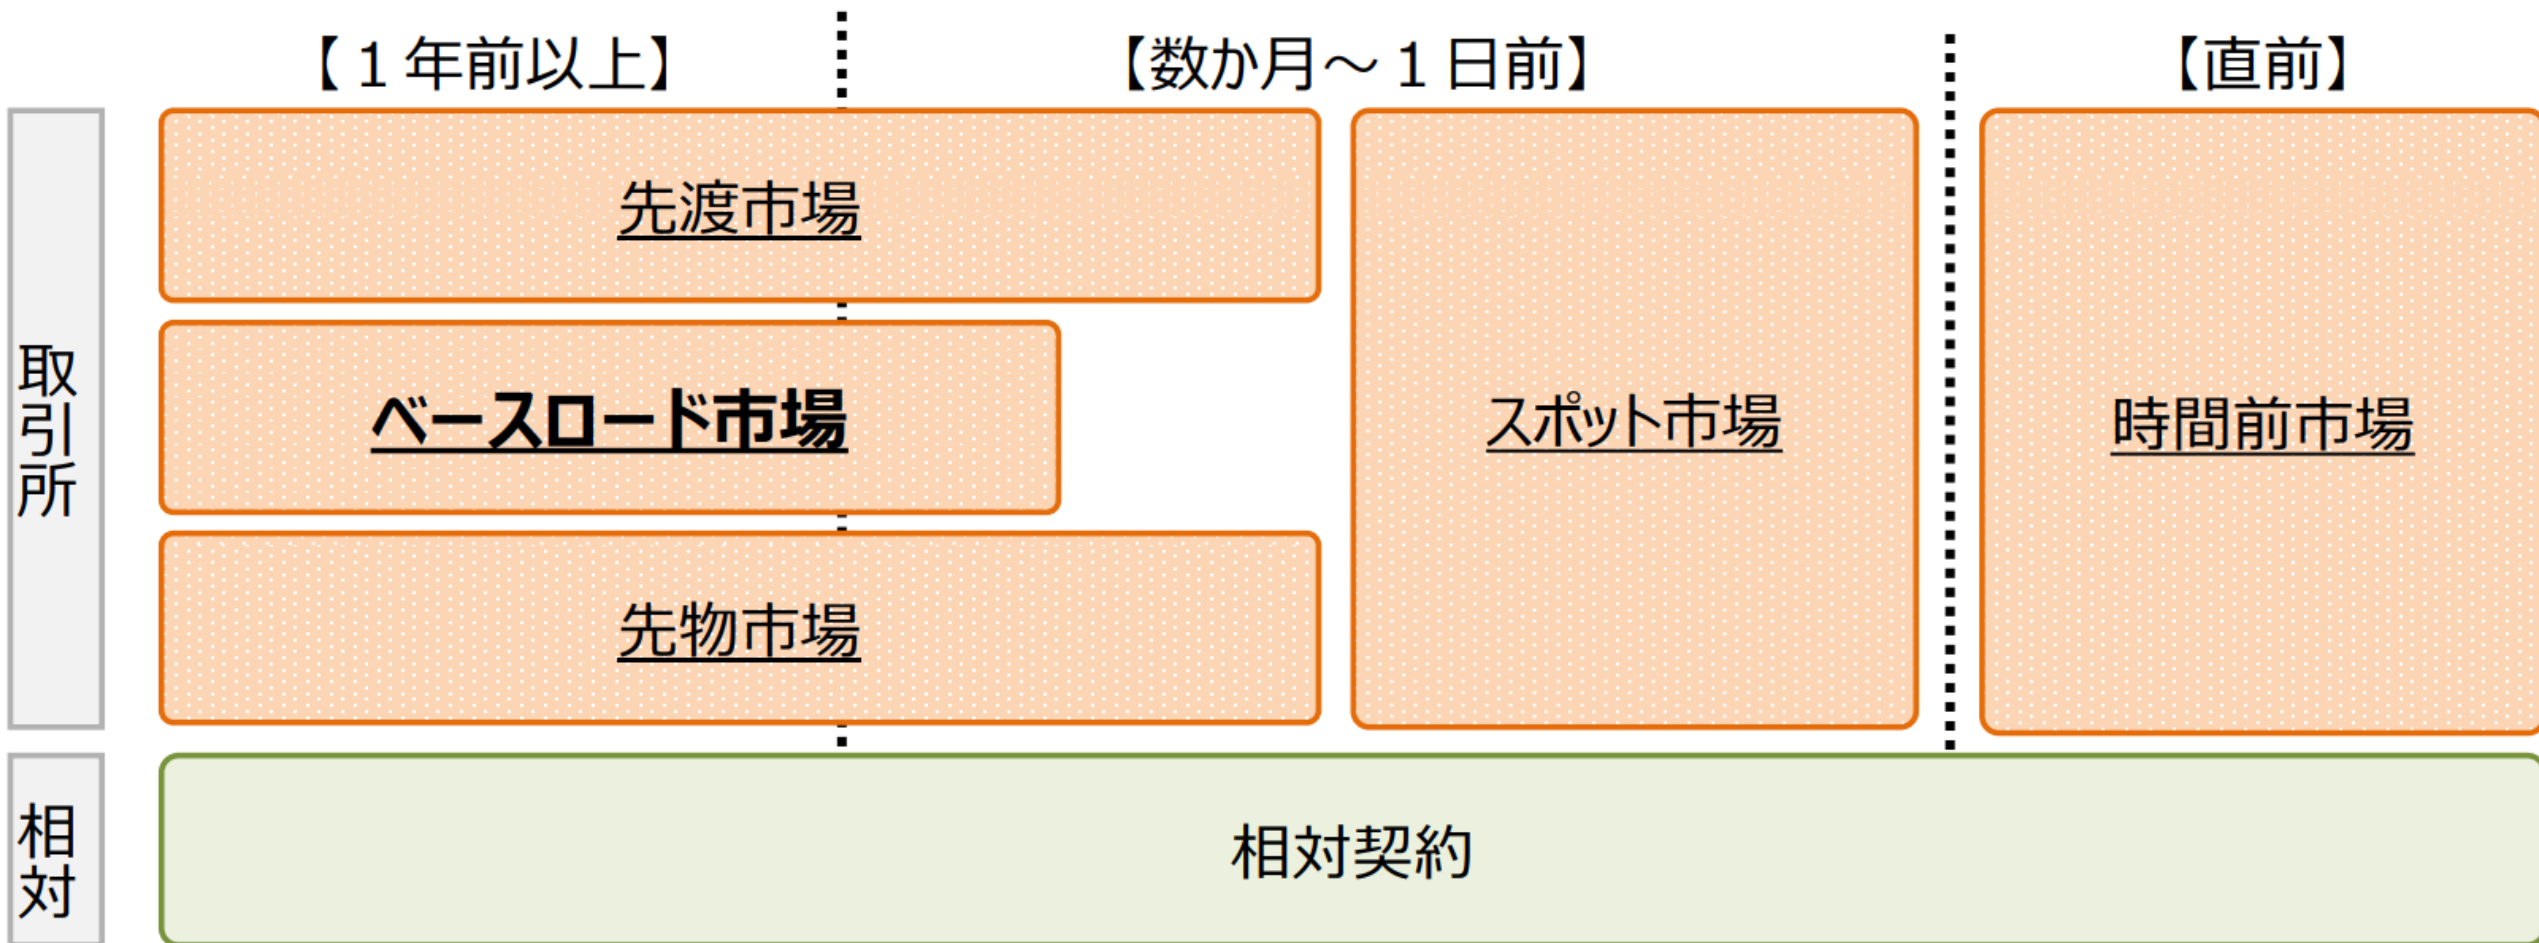 【１年前以上】
【数か月～１日前】
【直前】
取引所
先渡市場
ベースロード市場
先物市場
スポット市場
時間前市場
相対
相対契約